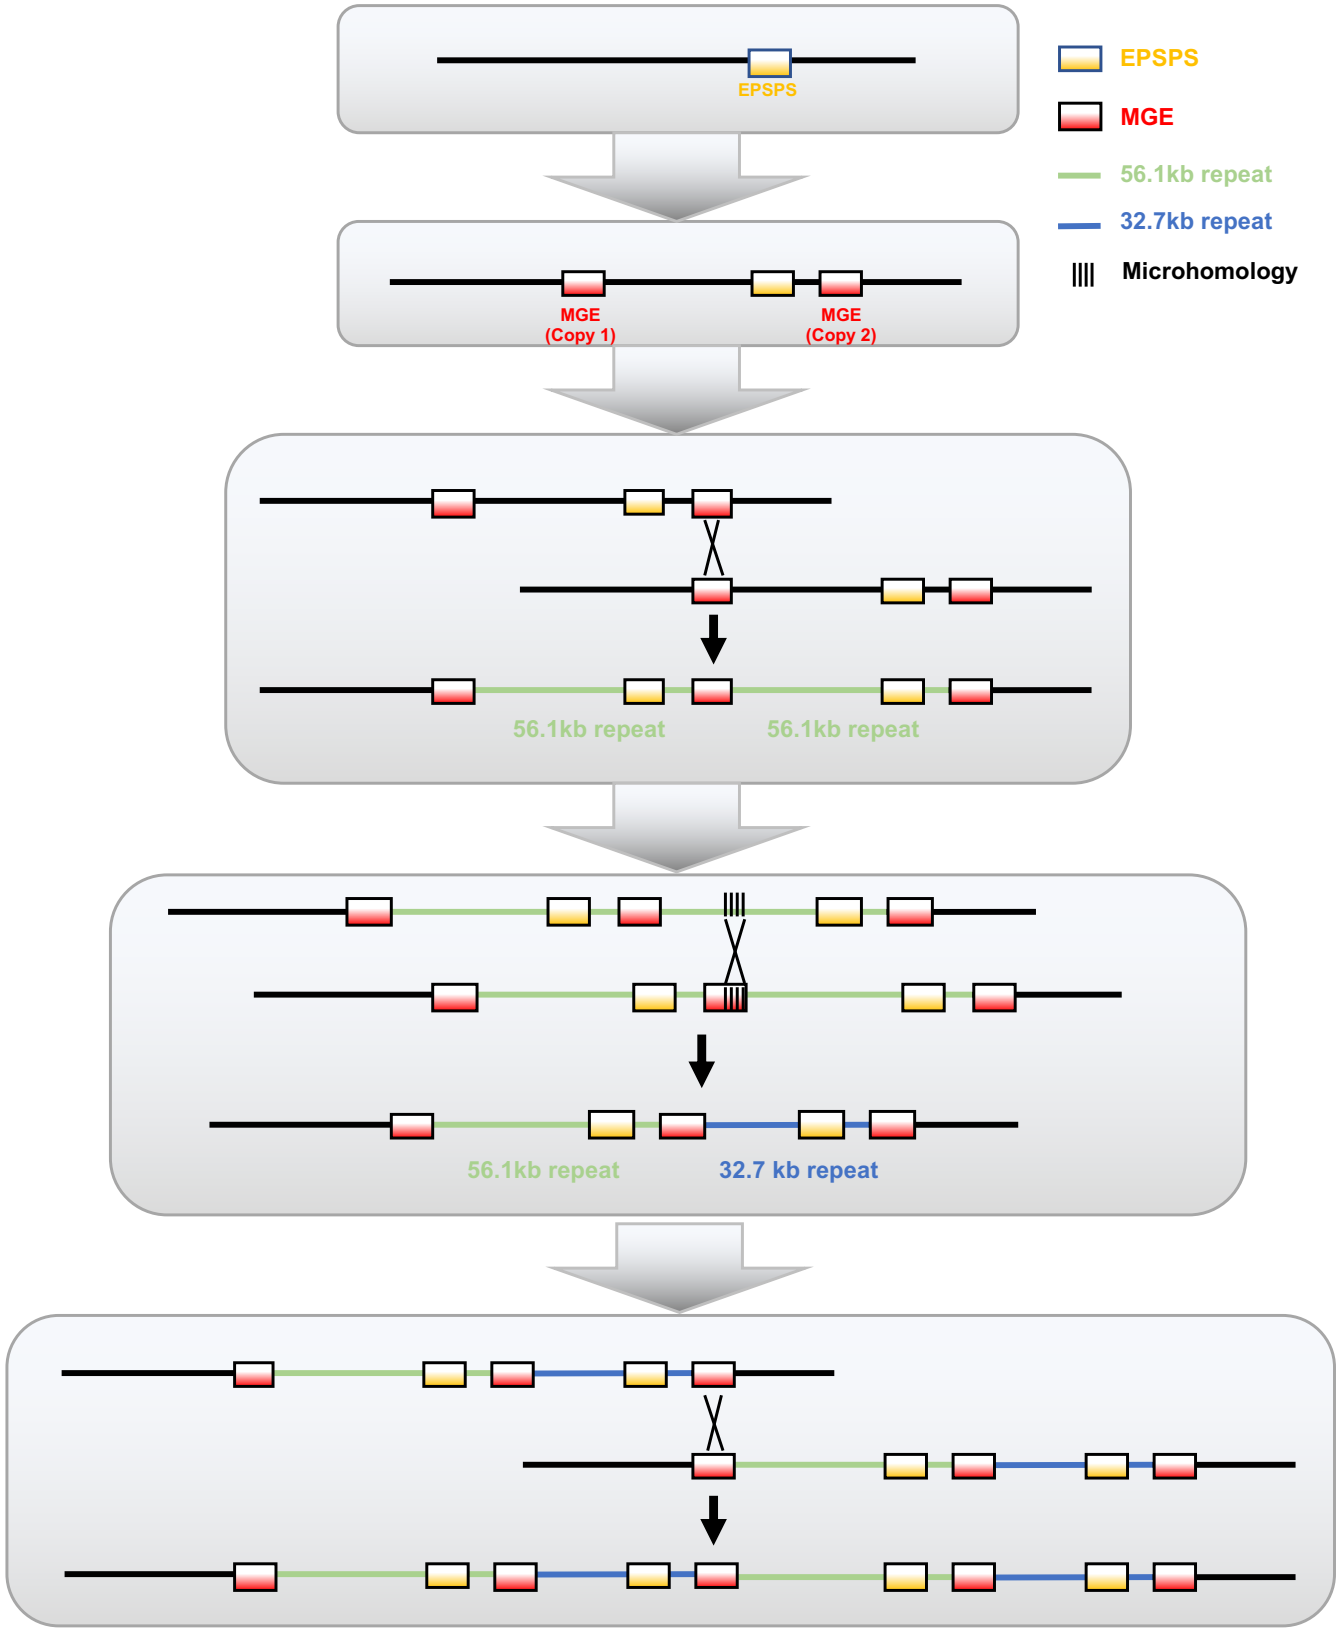 EPSPS
EPSPS
MGE
56.1kb repeat
32.7kb repeat
Microhomology
MGE
(Copy 1)
MGE
(Copy 2)
56.1kb repeat
56.1kb repeat
56.1kb repeat
32.7 kb repeat